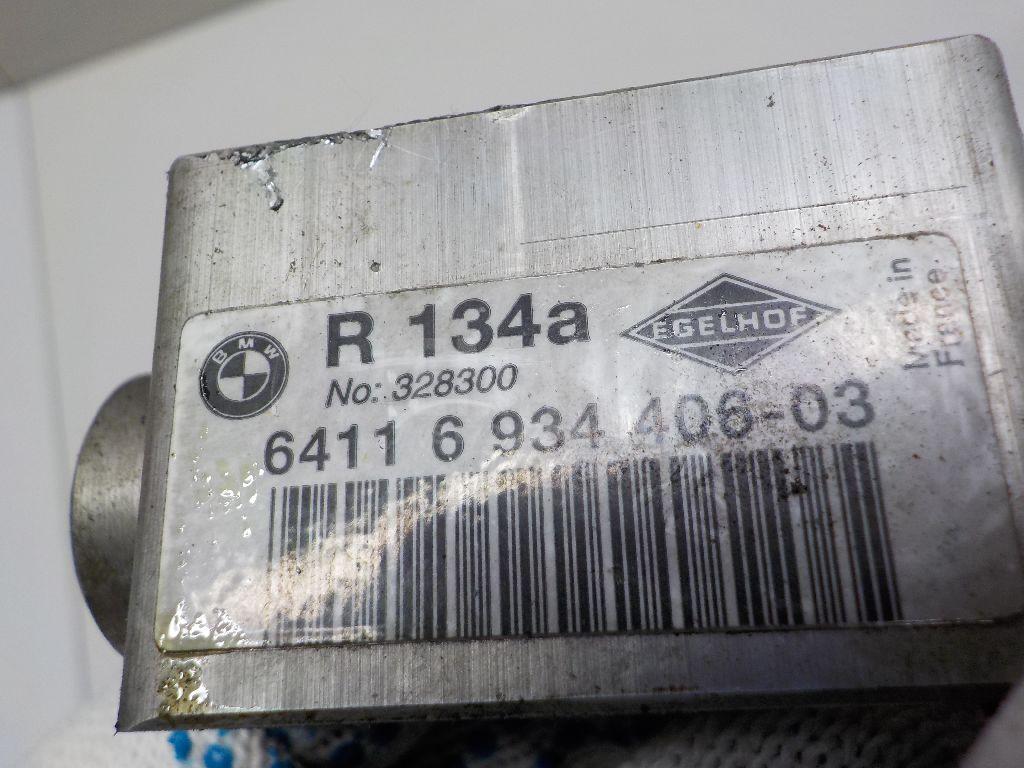 BMW
R 134a
EGELHOF
No: 328300
6411 6 934 406-03
Made in
France.